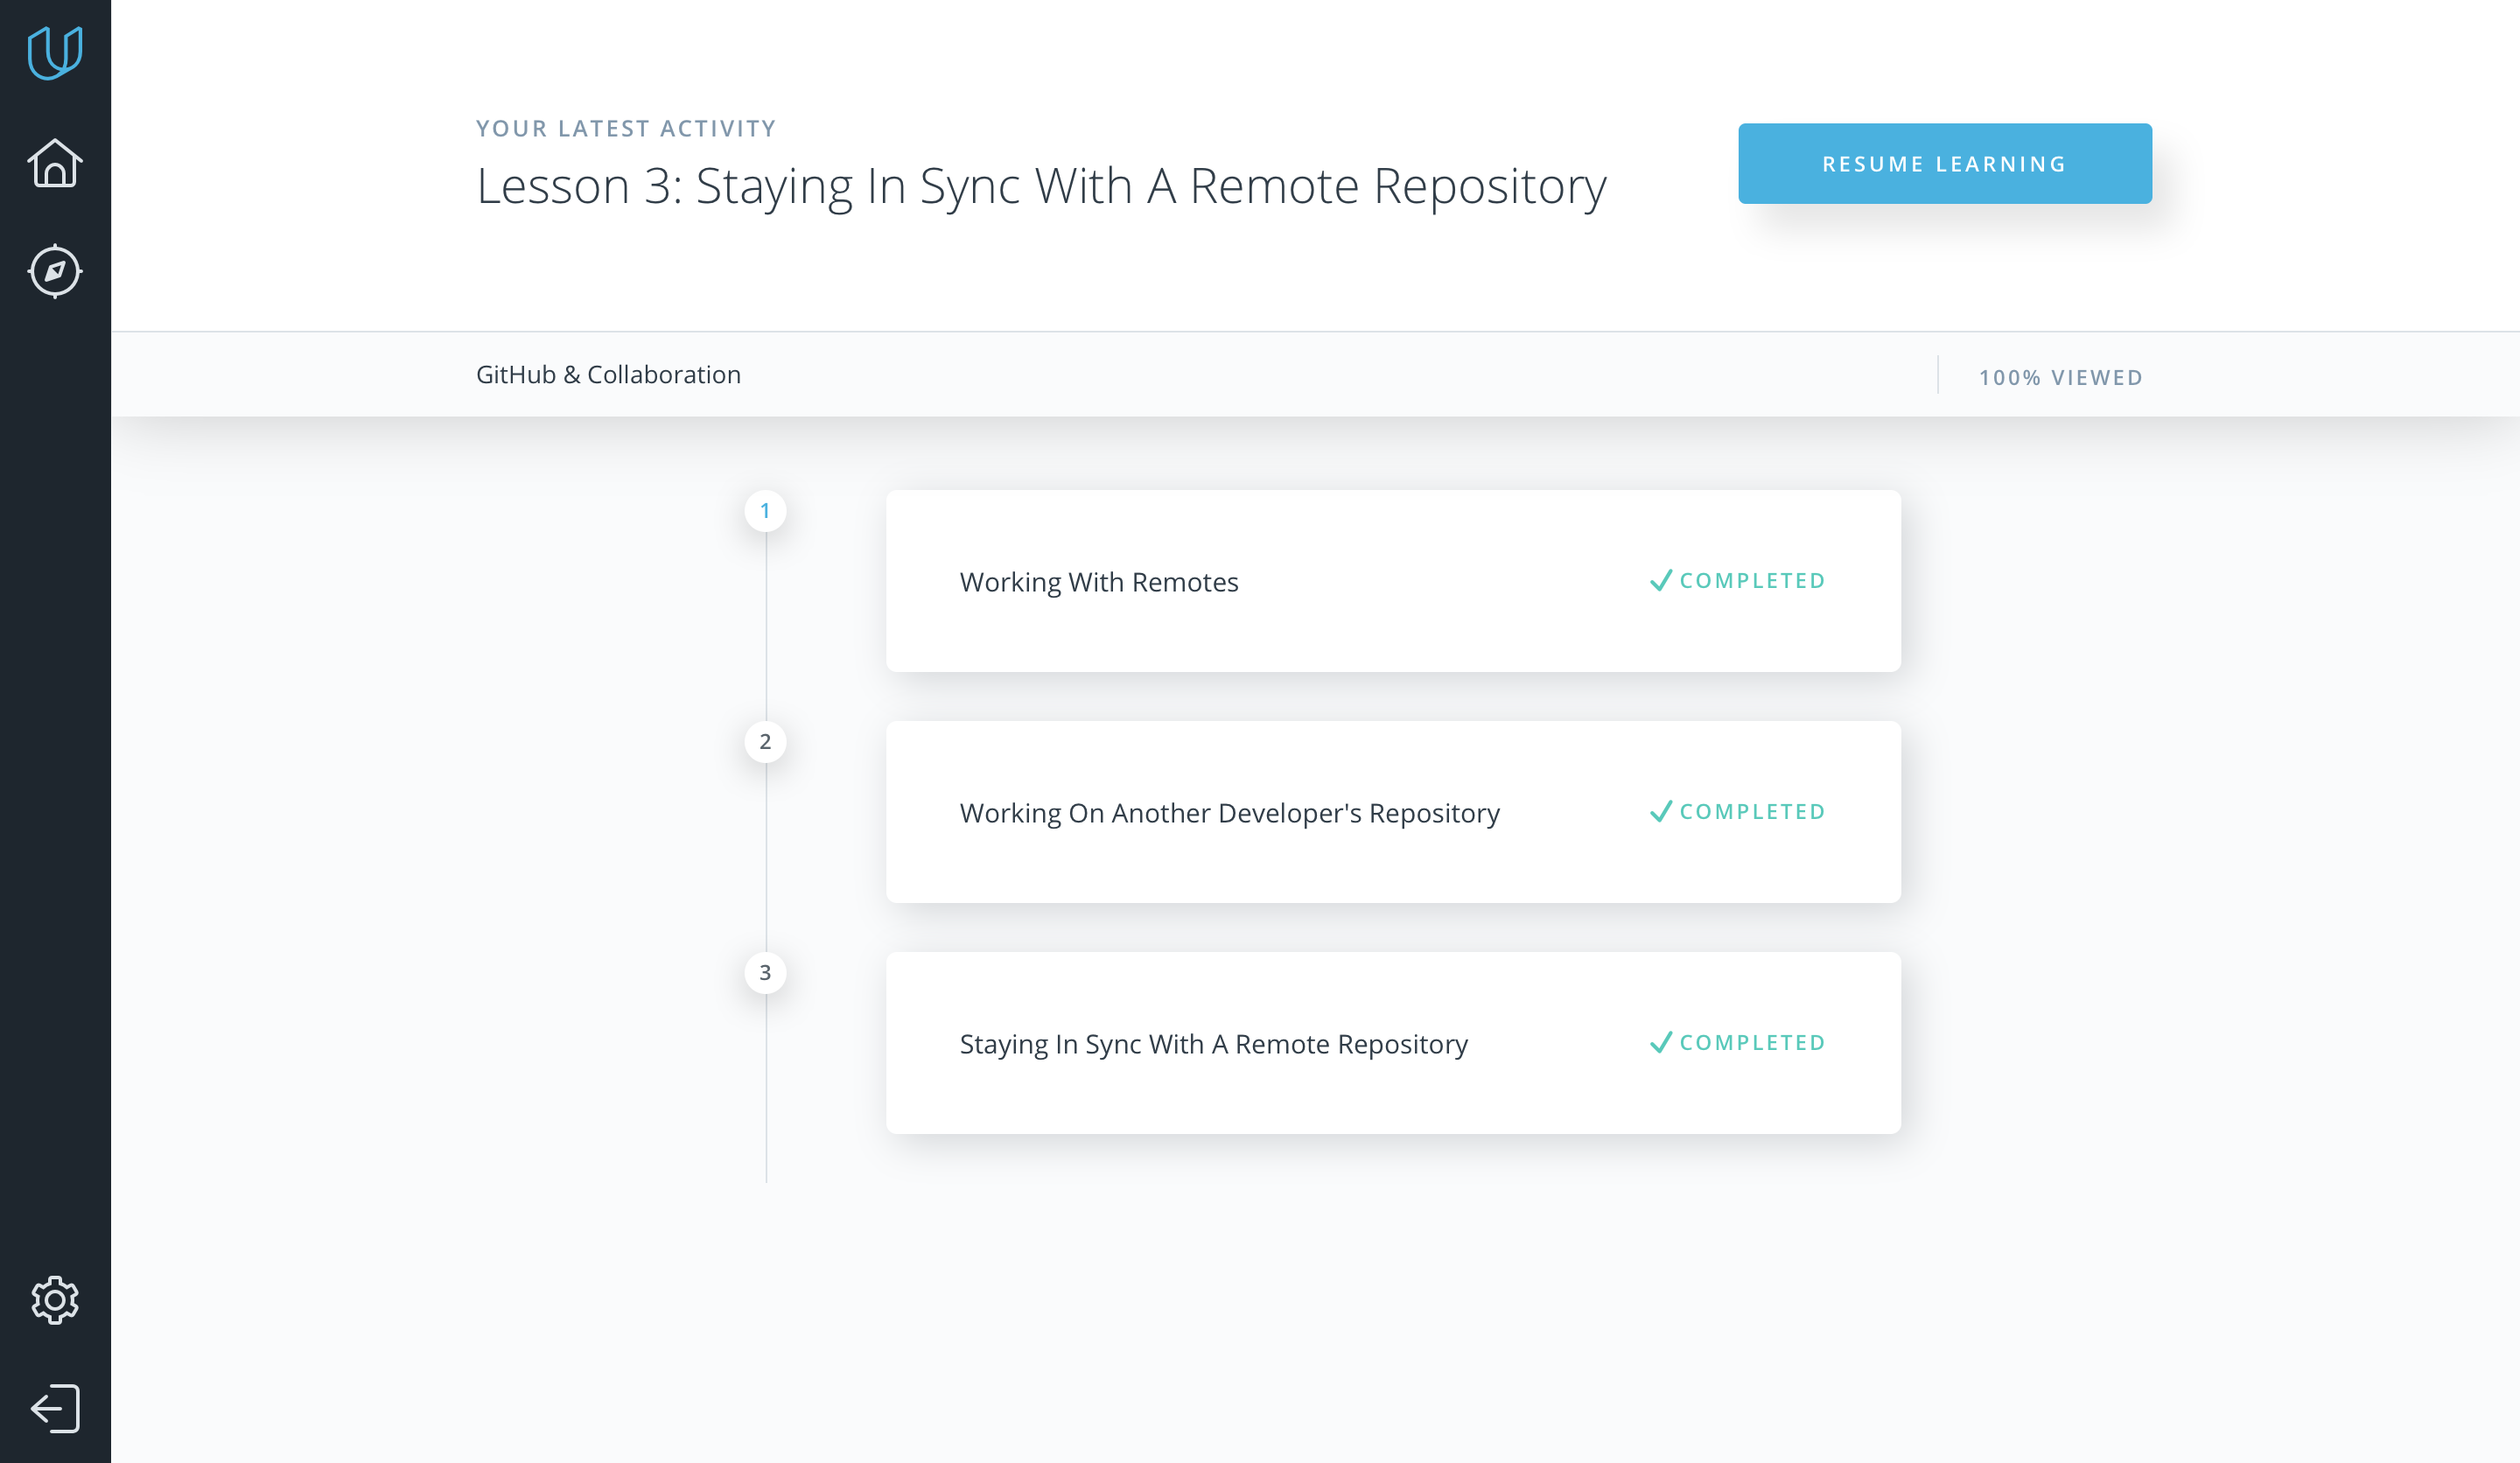 YOUR LATEST ACTIVITY
Lesson 3: Staying In Sync With A Remote Repository
RESUME LEARNING
GitHub & Collaboration
100% VIEWED
1
Working With Remotes
COMPLETED
2
Working On Another Developer's Repository
COMPLETED
3
Staying In Sync With A Remote Repository
COMPLETED